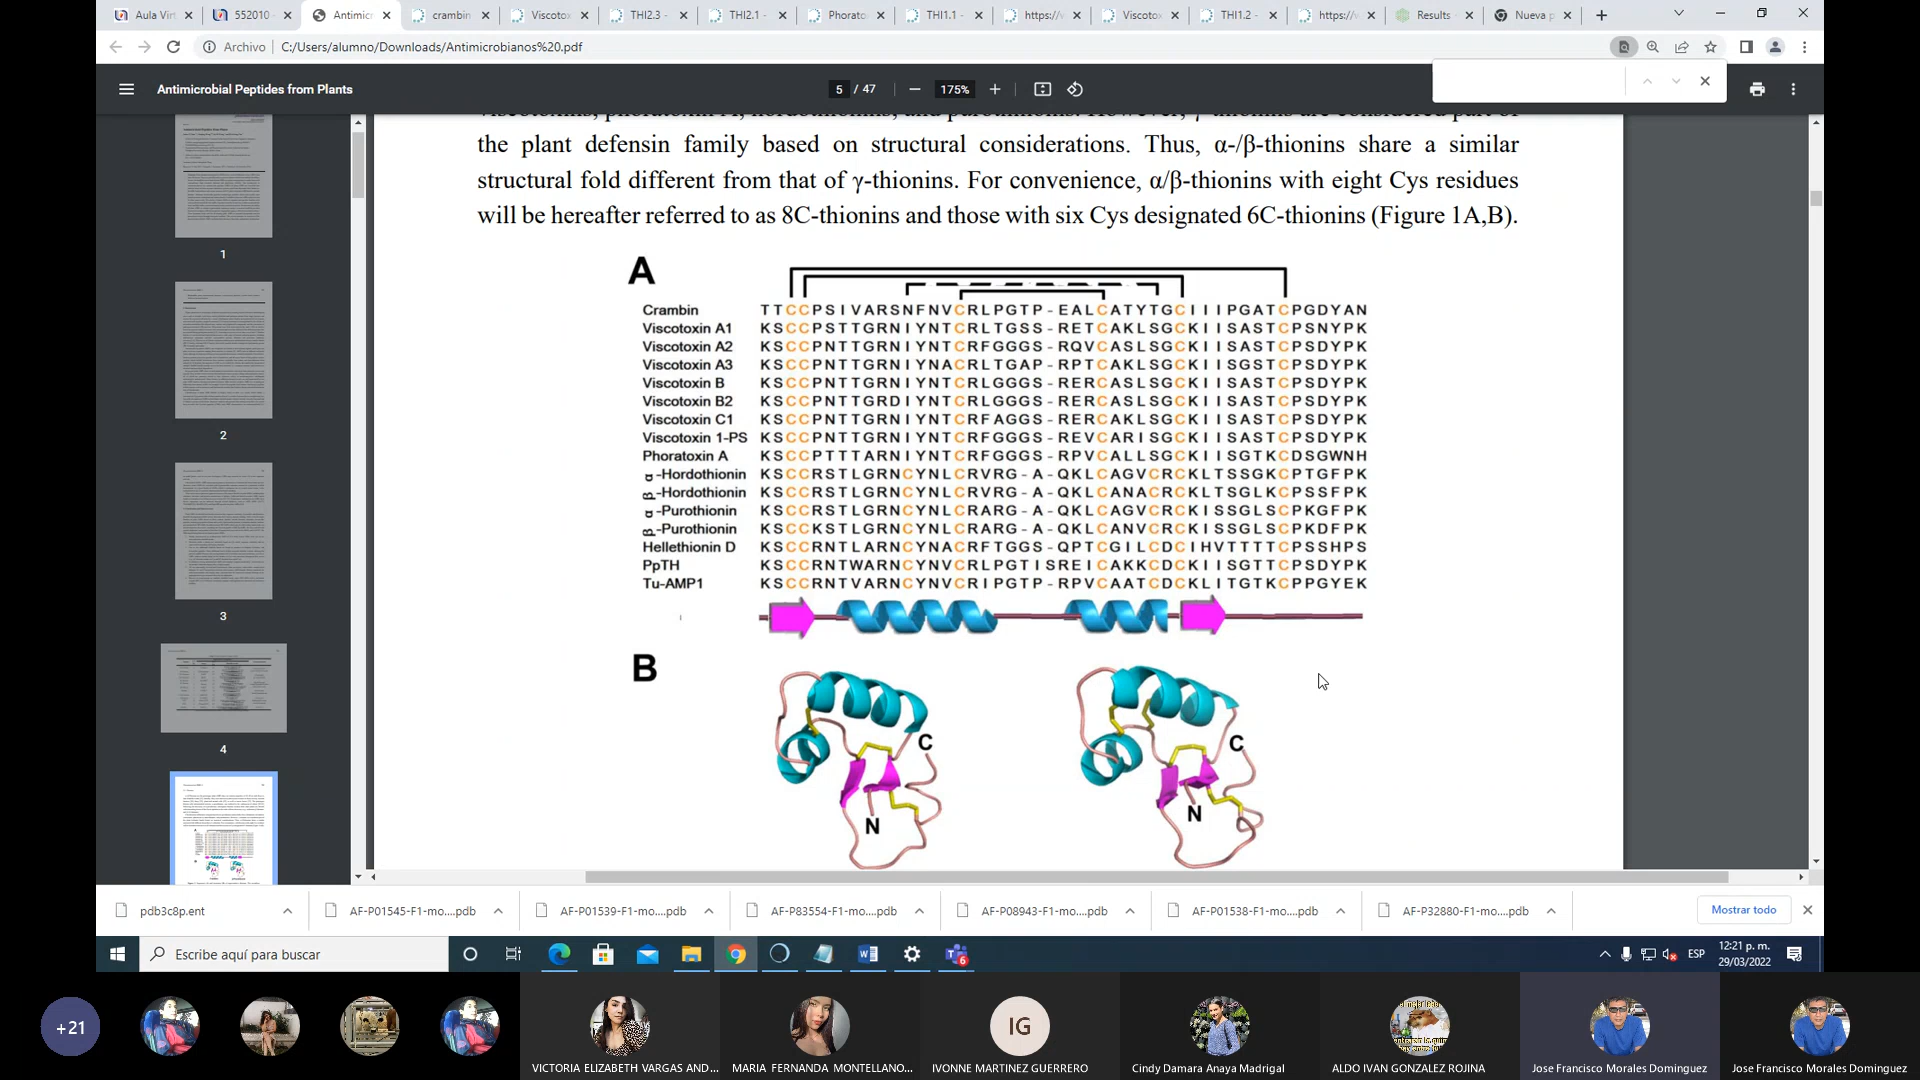 Aula Virt
552010 -
Antimicr
crambin
Viscotox
THI2.3 -
THI2.1 -
Phorato
THI1.1 -
https://w
Viscotox
THI1.2 -
https://w
Results -
Nueva p
Archivo
C:/Users/alumno/Downloads/Antimicrobianos%20.pdf
Antimicrobial Peptides from Plants
5 / 47
175%
the plant defensin family based on structural considerations. Thus, α-/β-thionins share a similar
structural fold different from that of γ-thionins. For convenience, α/β-thionins with eight Cys residues
will be hereafter referred to as 8C-thionins and those with six Cys designated 6C-thionins (Figure 1A,B).
A
Crambin TTCCPSIVARSNFNVCRLPGTP-EALCATYTGCIIIPGATCPGDYAN
Viscotoxin A1 KSCCPSTTGRNIYNTCRLTGSS-RETCAKLSGCKIISASTCPSNYPK
Viscotoxin A2 KSCCPNTTGRNIYNTCRFGGGS-RQVCASLSGCKIISASTCPSDYPK
Viscotoxin A3 KSCCPNTTGRNIYNACRLTGAP-RPTCAKLSGCKIISGSTCPSDYPK
Viscotoxin B KSCCPNTTGRNIYNTCRLGGGS-RERCASLSGCKIISASTCPSDYPK
Viscotoxin B2 KSCCPNTTGRDIYNTCRLGGGS-RERCASLSGCKIISASTCPSDYPK
Viscotoxin C1 KSCCPNTTGRNIYNTCRFAGGS-RERCAKLSGCKIISASTCPSDYPK
Viscotoxin 1-PS KSCCPNTTGRNIYNTCRFGGGS-REVCARISGCKIISASTCPSDYPK
Phoratoxin A KSCCPTTTARNIYNTCRFGGGS-RPVCALLSGCKIISGTKCDSGWNH
α-Hordothionin KSCCRSTLGRNCYNLCRVRG-A-QKLCAGVCRCKLTSSGKCPTGFPK
β-Hordothionin KSCCRSTLGRNCYNLCRVRG-A-QKLCANACRCKLTSGLKCPSSFPK
α-Purothionin KSCCRSTLGRNCYNLCRARG-A-QKLCAGVCRCKISSGLSCPKGFPK
β-Purothionin KSCCKSTLGRNCYNLCRARG-A-QKLCANVCRCKISSGLSCPKDFPK
Hellethionin D KSCCRNTLARNCYNACRFTGGS-QPTCGILCDCIHVTTTTCPSSHPS
PpTH KSCCRNTWARNCYNVCRLPGTISREICAKKCDCKIISGTTCPSDYPK
Tu-AMP1 KSCCRNTVARNCYNVCRIPGTP-RPVCAATCDCKLITGTKCPPGYEK
B
C
N
C
N
1
2
3
4
pdb3c8p.ent
AF-P01545-F1-mo....pdb
AF-P01539-F1-mo....pdb
AF-P83554-F1-mo....pdb
AF-P08943-F1-mo....pdb
AF-P01538-F1-mo....pdb
AF-P32880-F1-mo....pdb
Mostrar todo
Escribe aquí para buscar
6
ESP
12:21 p. m.
29/03/2022
+21
IG
VICTORIA ELIZABETH VARGAS AND...
MARIA FERNANDA MONTELLANO...
IVONNE MARTINEZ GUERRERO
Cindy Damara Anaya Madrigal
ALDO IVAN GONZALEZ ROJINA
Jose Francisco Morales Dominguez
Jose Francisco Morales Dominguez